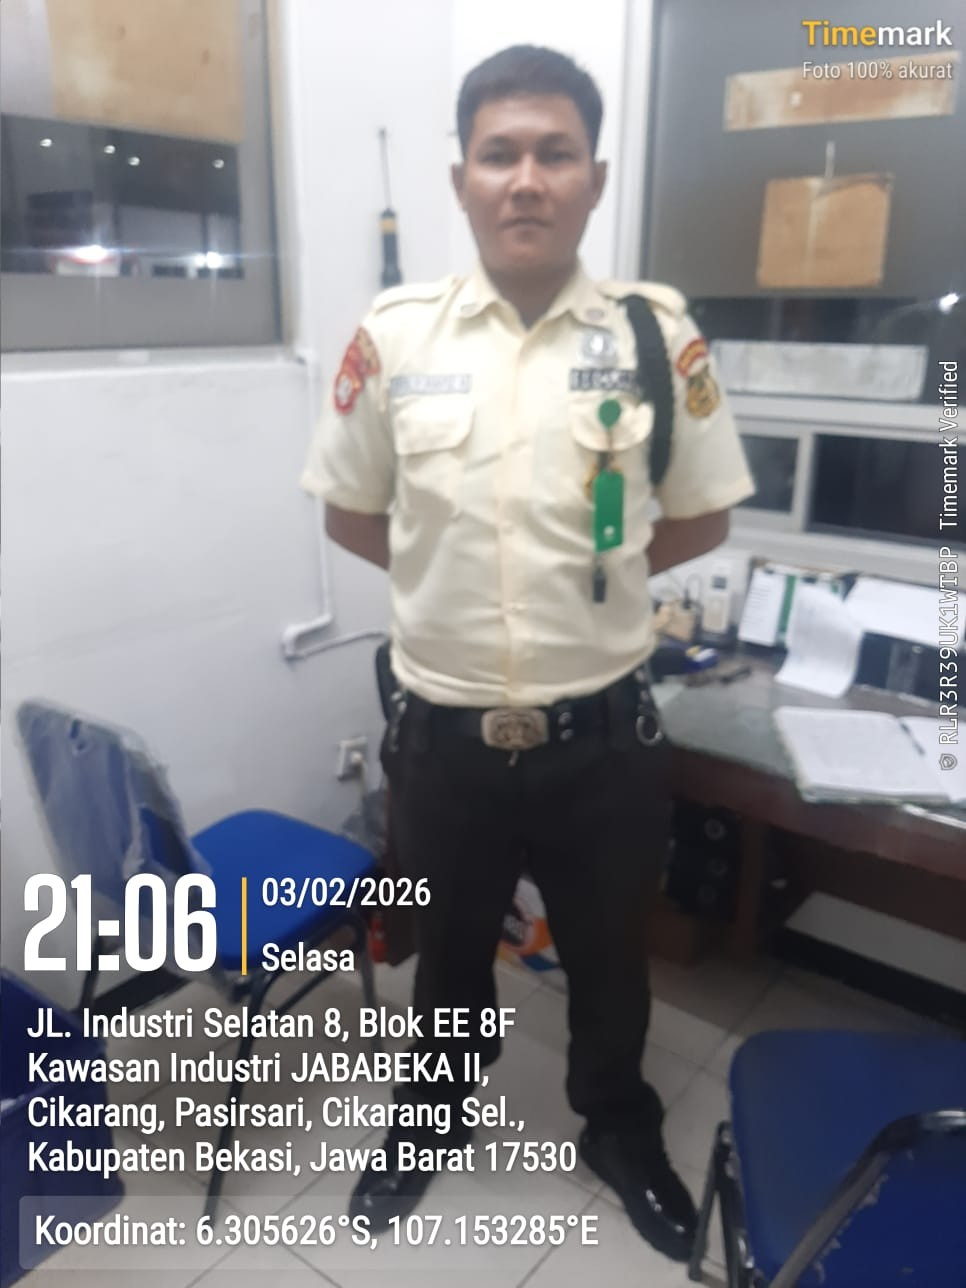 Timemark
Foto 100% akurat
21:06
03/02/2026
Selasa
JL. Industri Selatan 8, Blok EE 8F
Kawasan Industri JABABEKA II,
Cikarang, Pasirsari, Cikarang Sel.,
Kabupaten Bekasi, Jawa Barat 17530
Koordinat: 6.305626°S, 107.153285°E
RLR3R39UK1WTBP Timemark Verified